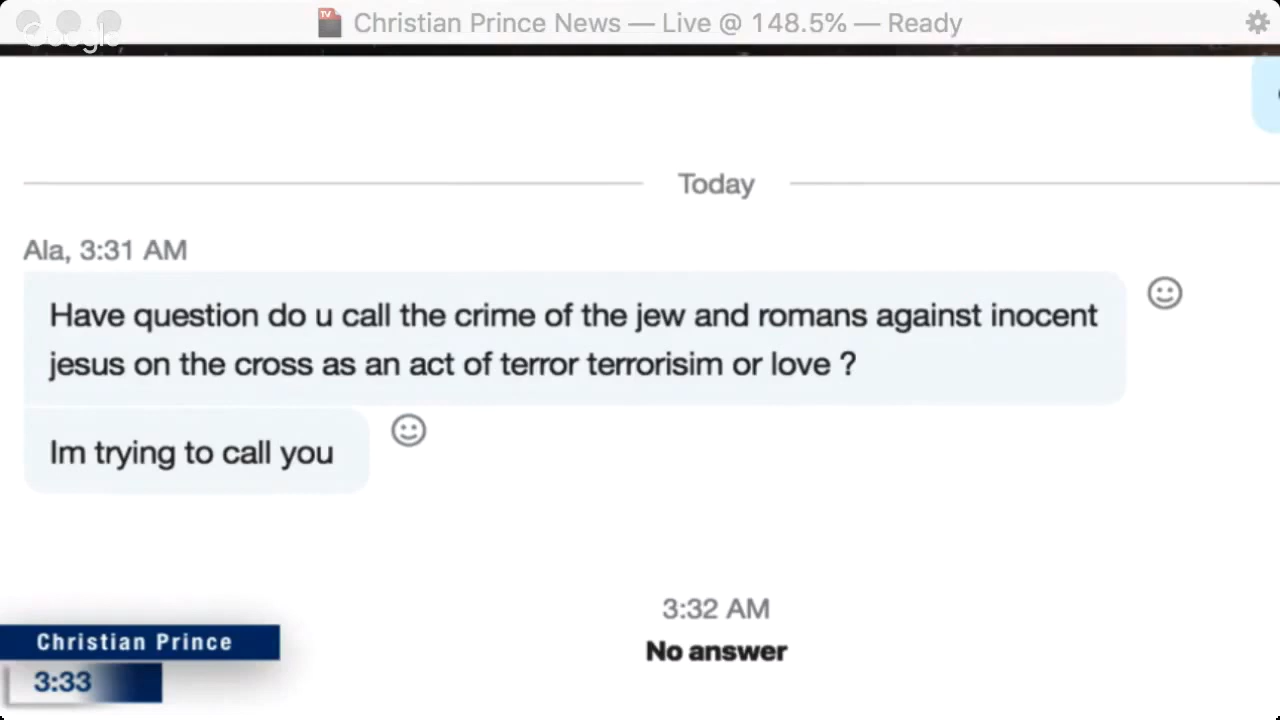 TV Christian Prince News — Live @ 148.5% — Ready
Google
Today
Ala, 3:31 AM
Have question do u call the crime of the jew and romans against inocent
jesus on the cross as an act of terror terrorisim or love ?
Im trying to call you
3:32 AM
No answer
Christian Prince
3:33